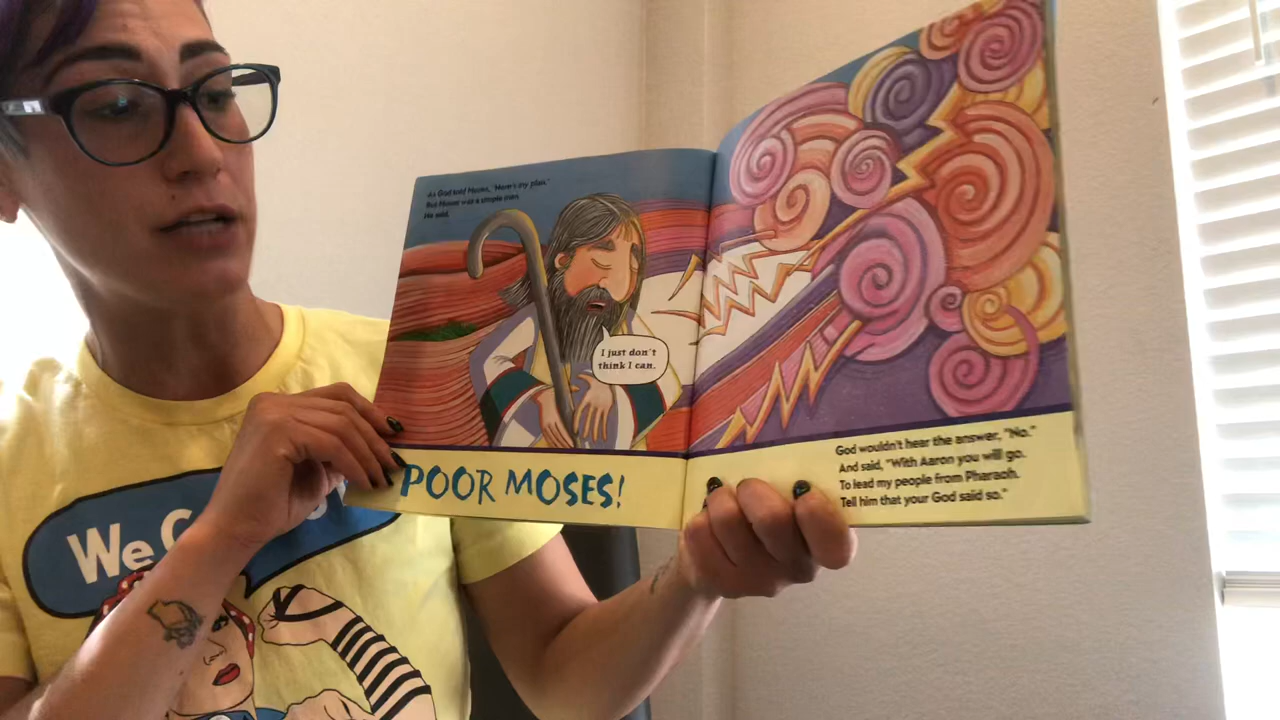 As God told Moses, "Here's my plan."
But Moses was a simple man.
He said,
I just don't
think I can.
POOR MOSES!
God wouldn't hear the answer, "No."
And said, "With Aaron you will go.
To lead my people from Pharaoh.
Tell him that your God said so."
We